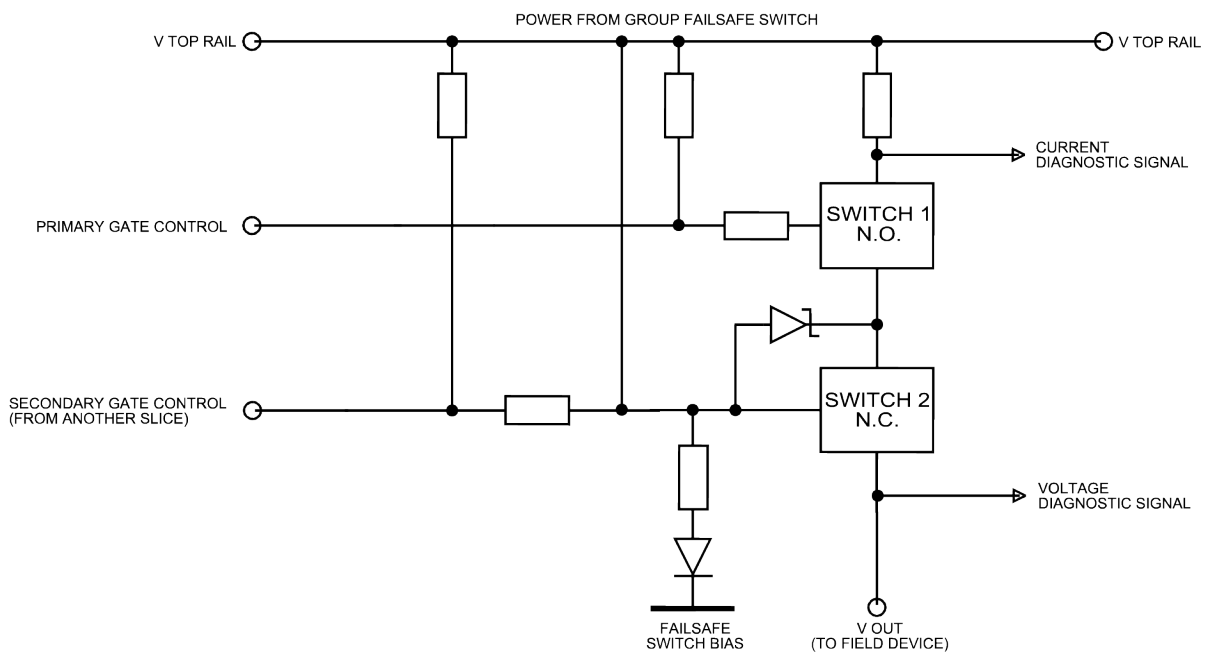 POWER FROM GROUP FAILSAFE SWITCH
V TOP RAIL
V TOP RAIL
CURRENT
DIAGNOSTIC SIGNAL
PRIMARY GATE CONTROL
SWITCH 1
N.O.
SECONDARY GATE CONTROL
(FROM ANOTHER SLICE)
SWITCH 2
N.C.
VOLTAGE
DIAGNOSTIC SIGNAL
FAILSAFE
SWITCH BIAS
V OUT
(TO FIELD DEVICE)